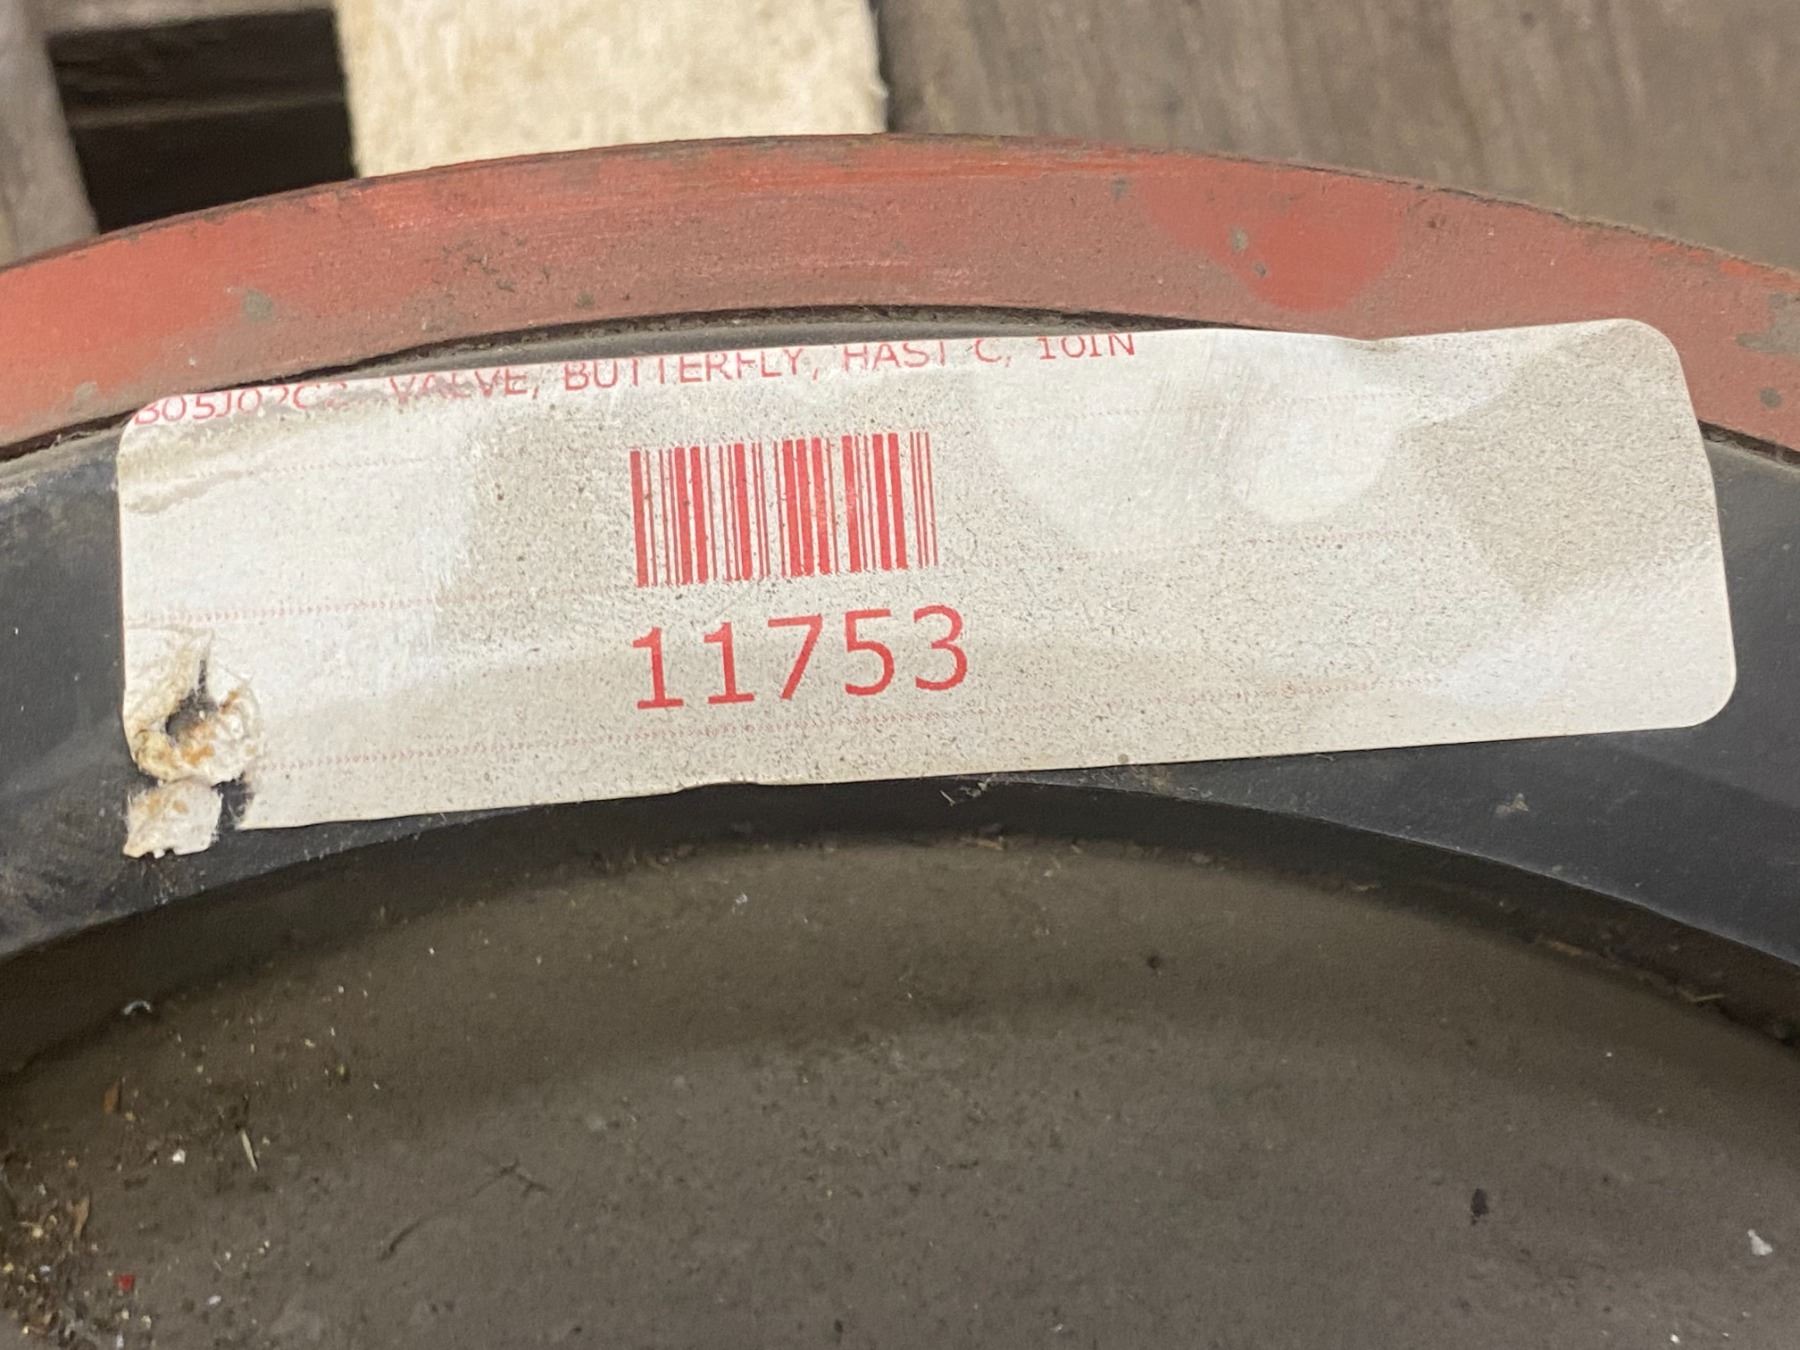 VALVE, BUTTERFLY, HAST C, 10IN
11753